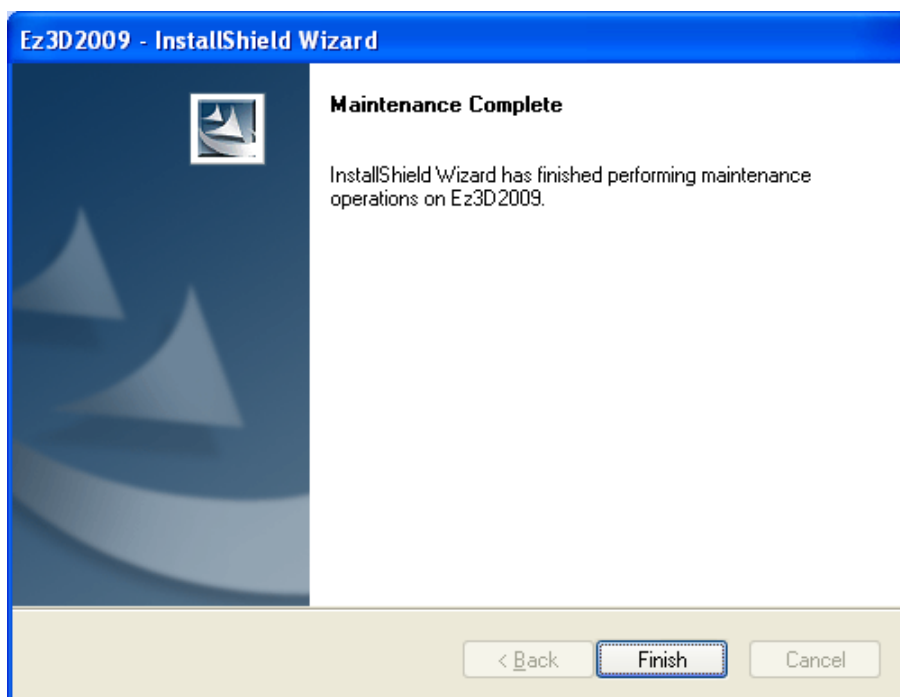 Ez3D2009 - InstallShield Wizard
Maintenance Complete
InstallShield Wizard has finished performing maintenance
operations on Ez3D2009.
< Back
Finish
Cancel